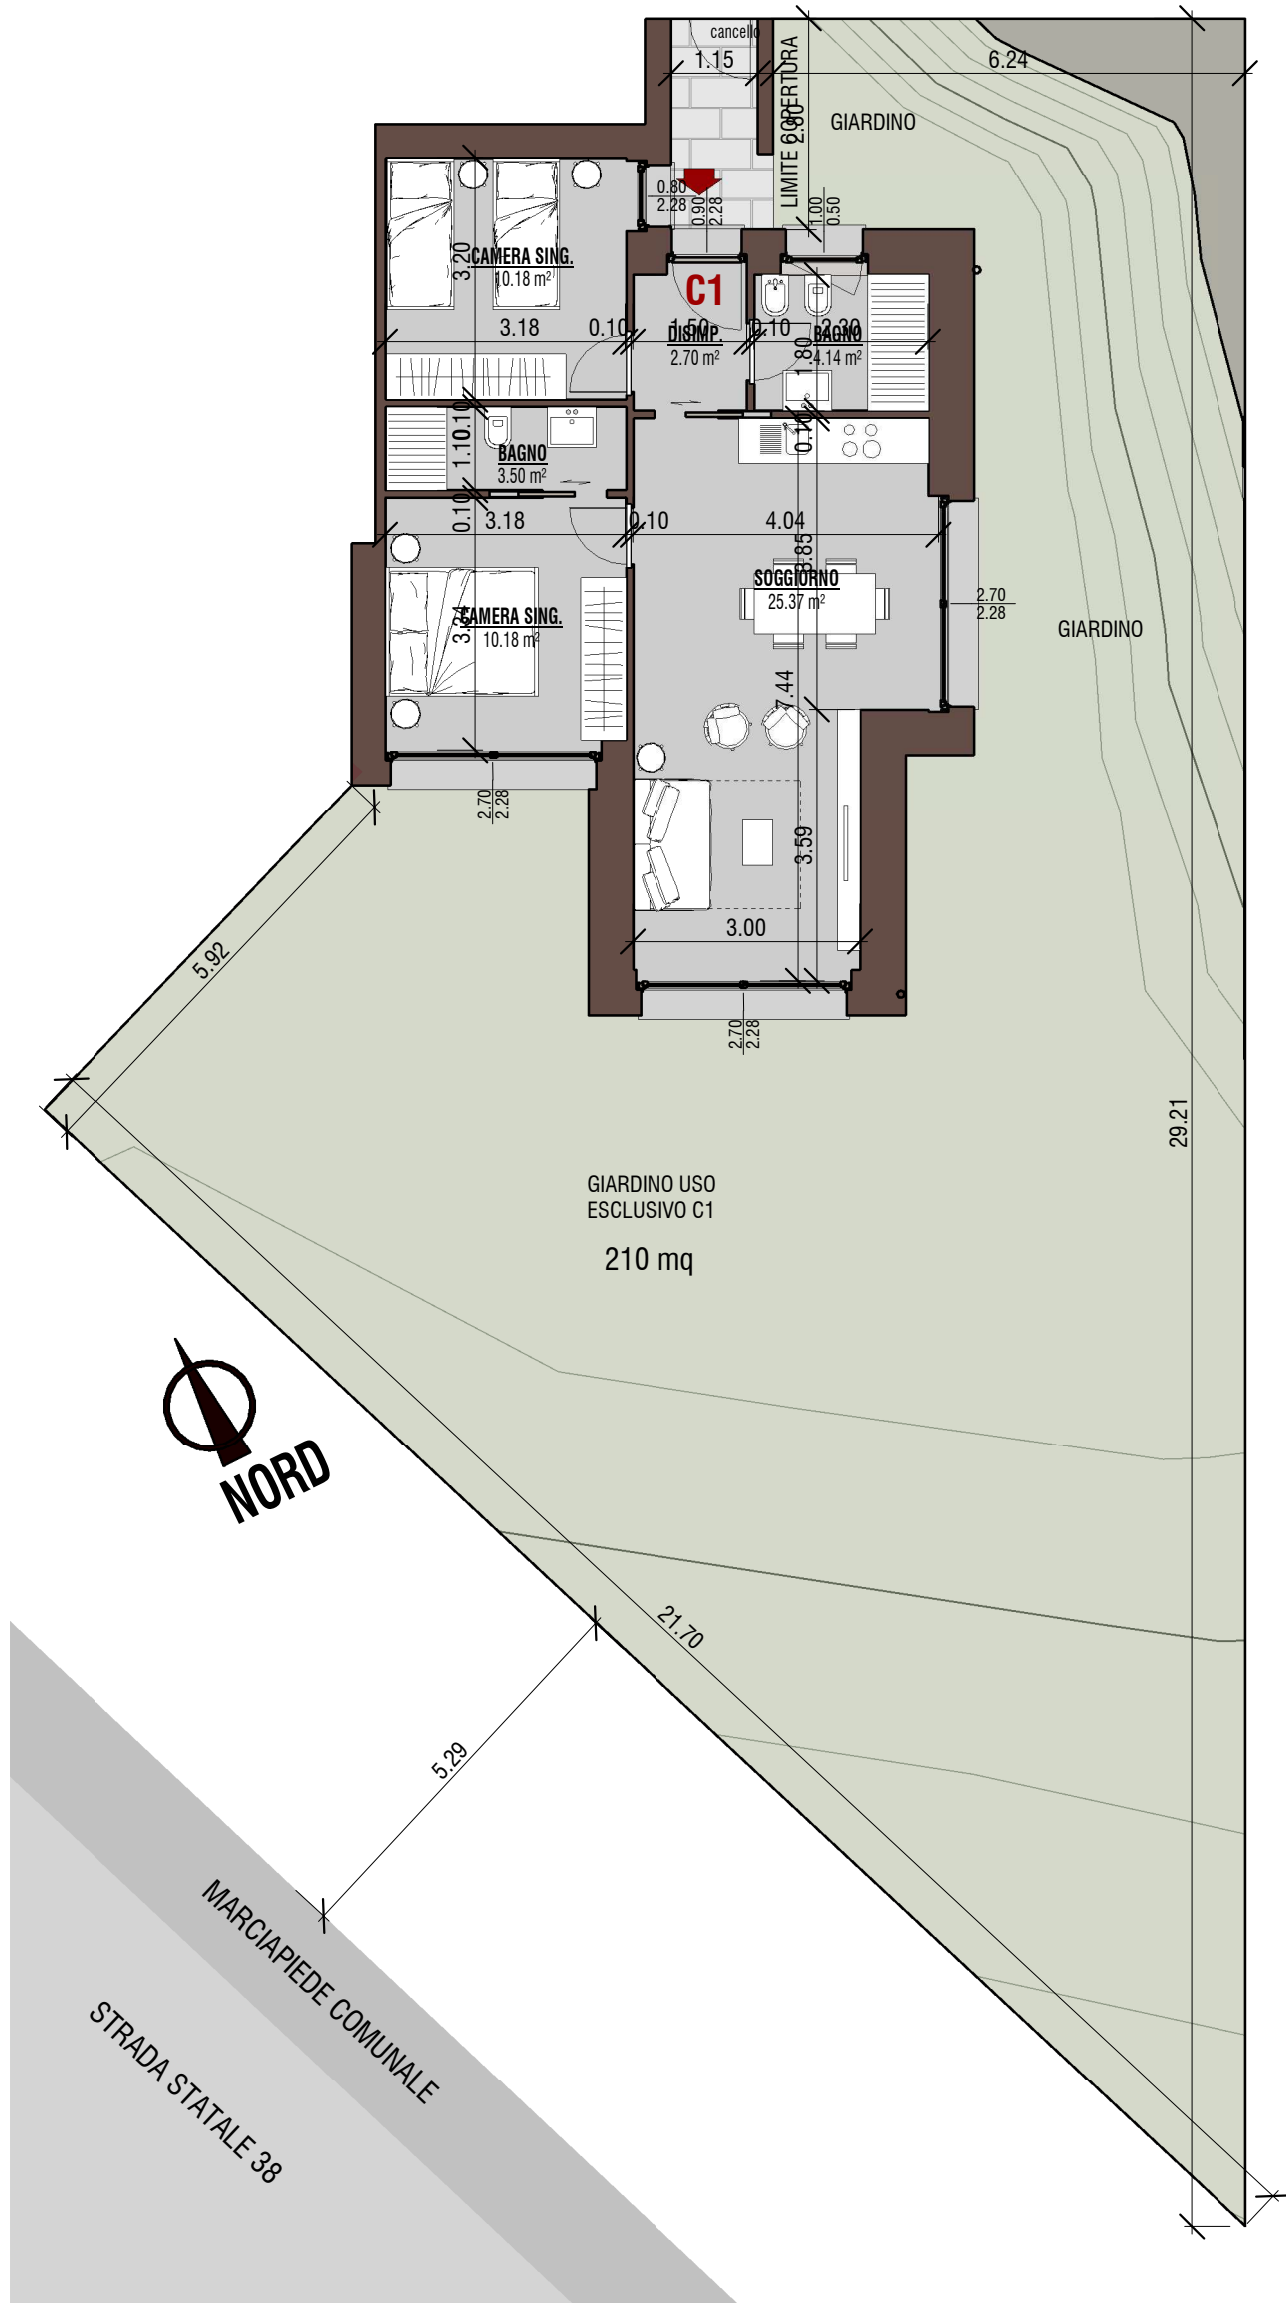 cancello
1.15
6.24
LIMITE COPERTURA
2.80
GIARDINO
0.80
2.28
0.90
2.28
1.00
0.50
CAMERA SING.
10.18 m²
3.20
C1
3.18
0.10
1.50
0.10
2.30
DISIMP.
2.70 m²
BAGNO
4.14 m²
1.80
0.10
1.10
0.10
BAGNO
3.50 m²
0.10
3.18
0.10
4.04
3.85
SOGGIORNO
25.37 m²
2.70
2.28
GIARDINO
CAMERA SING.
10.18 m²
3.24
7.44
2.70
2.28
3.59
3.00
5.92
2.70
2.28
29.21
GIARDINO USO
ESCLUSIVO C1
210 mq
NORD
21.70
5.29
MARCIAPIEDE COMUNALE
STRADA STATALE 38